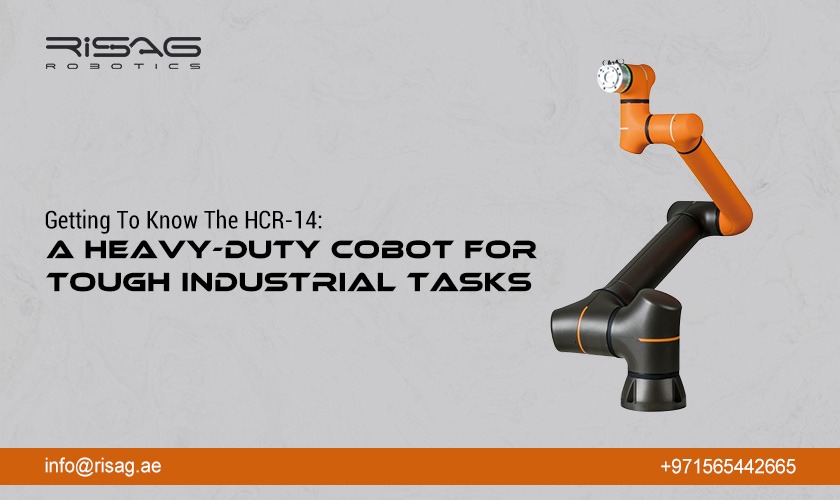 RiSAG
ROBOTICS
Getting To Know The HCR-14:
A HEAVY-DUTY COBOT FOR
TOUGH INDUSTRIAL TASKS
info@risag.ae
+971565442665